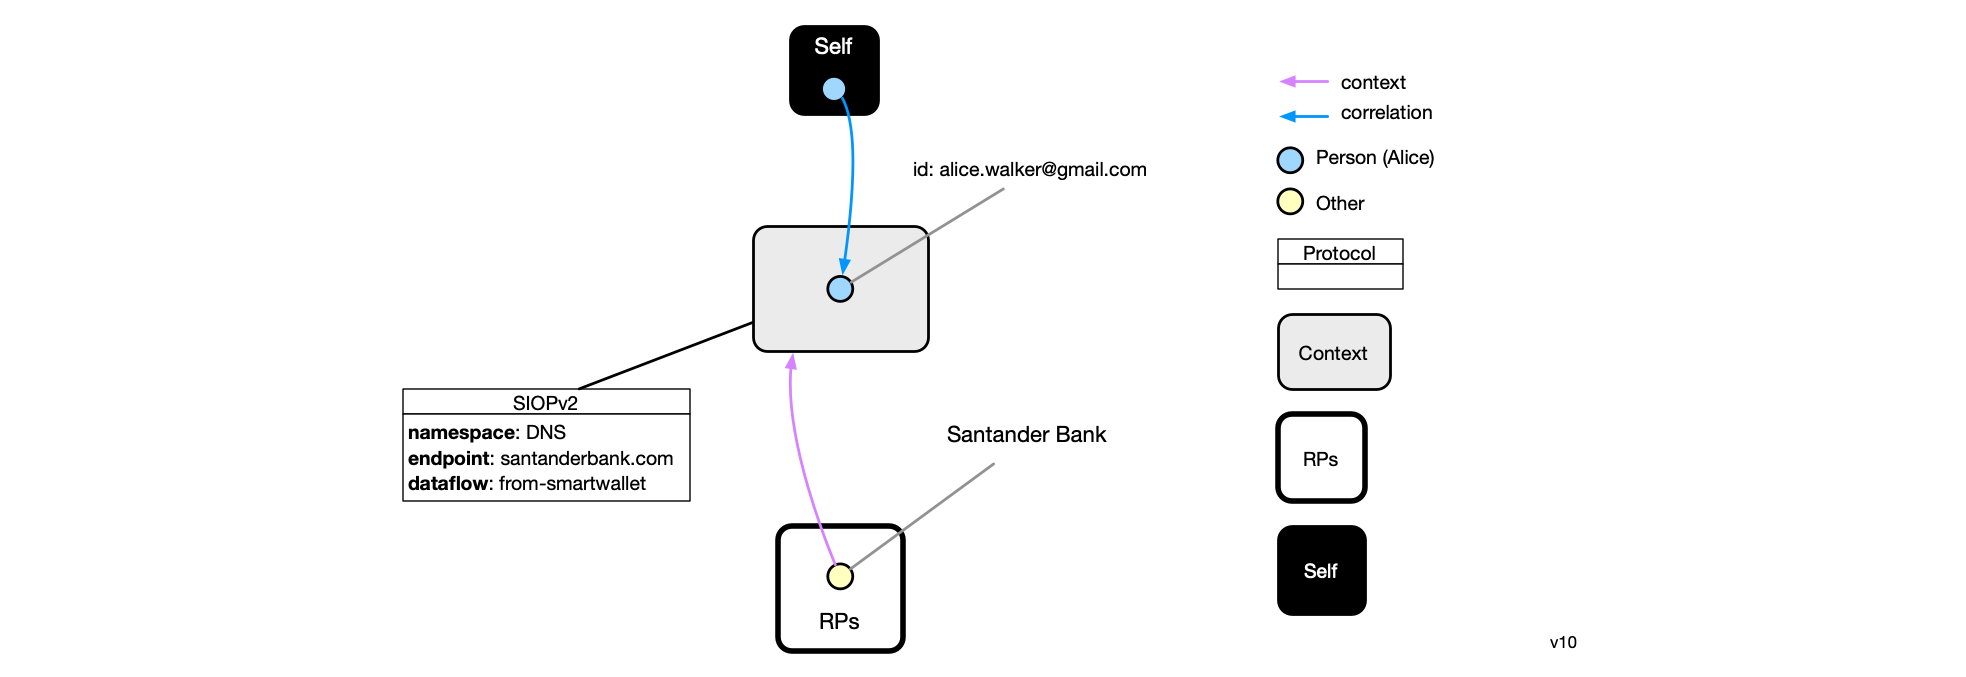 Self
id: alice.walker@gmail.com
SIOPv2
namespace: DNS
endpoint: santanderbank.com
dataflow: from-smartwallet
Santander Bank
RPs
context
correlation
Person (Alice)
Other
Protocol
Context
RPs
Self
v10